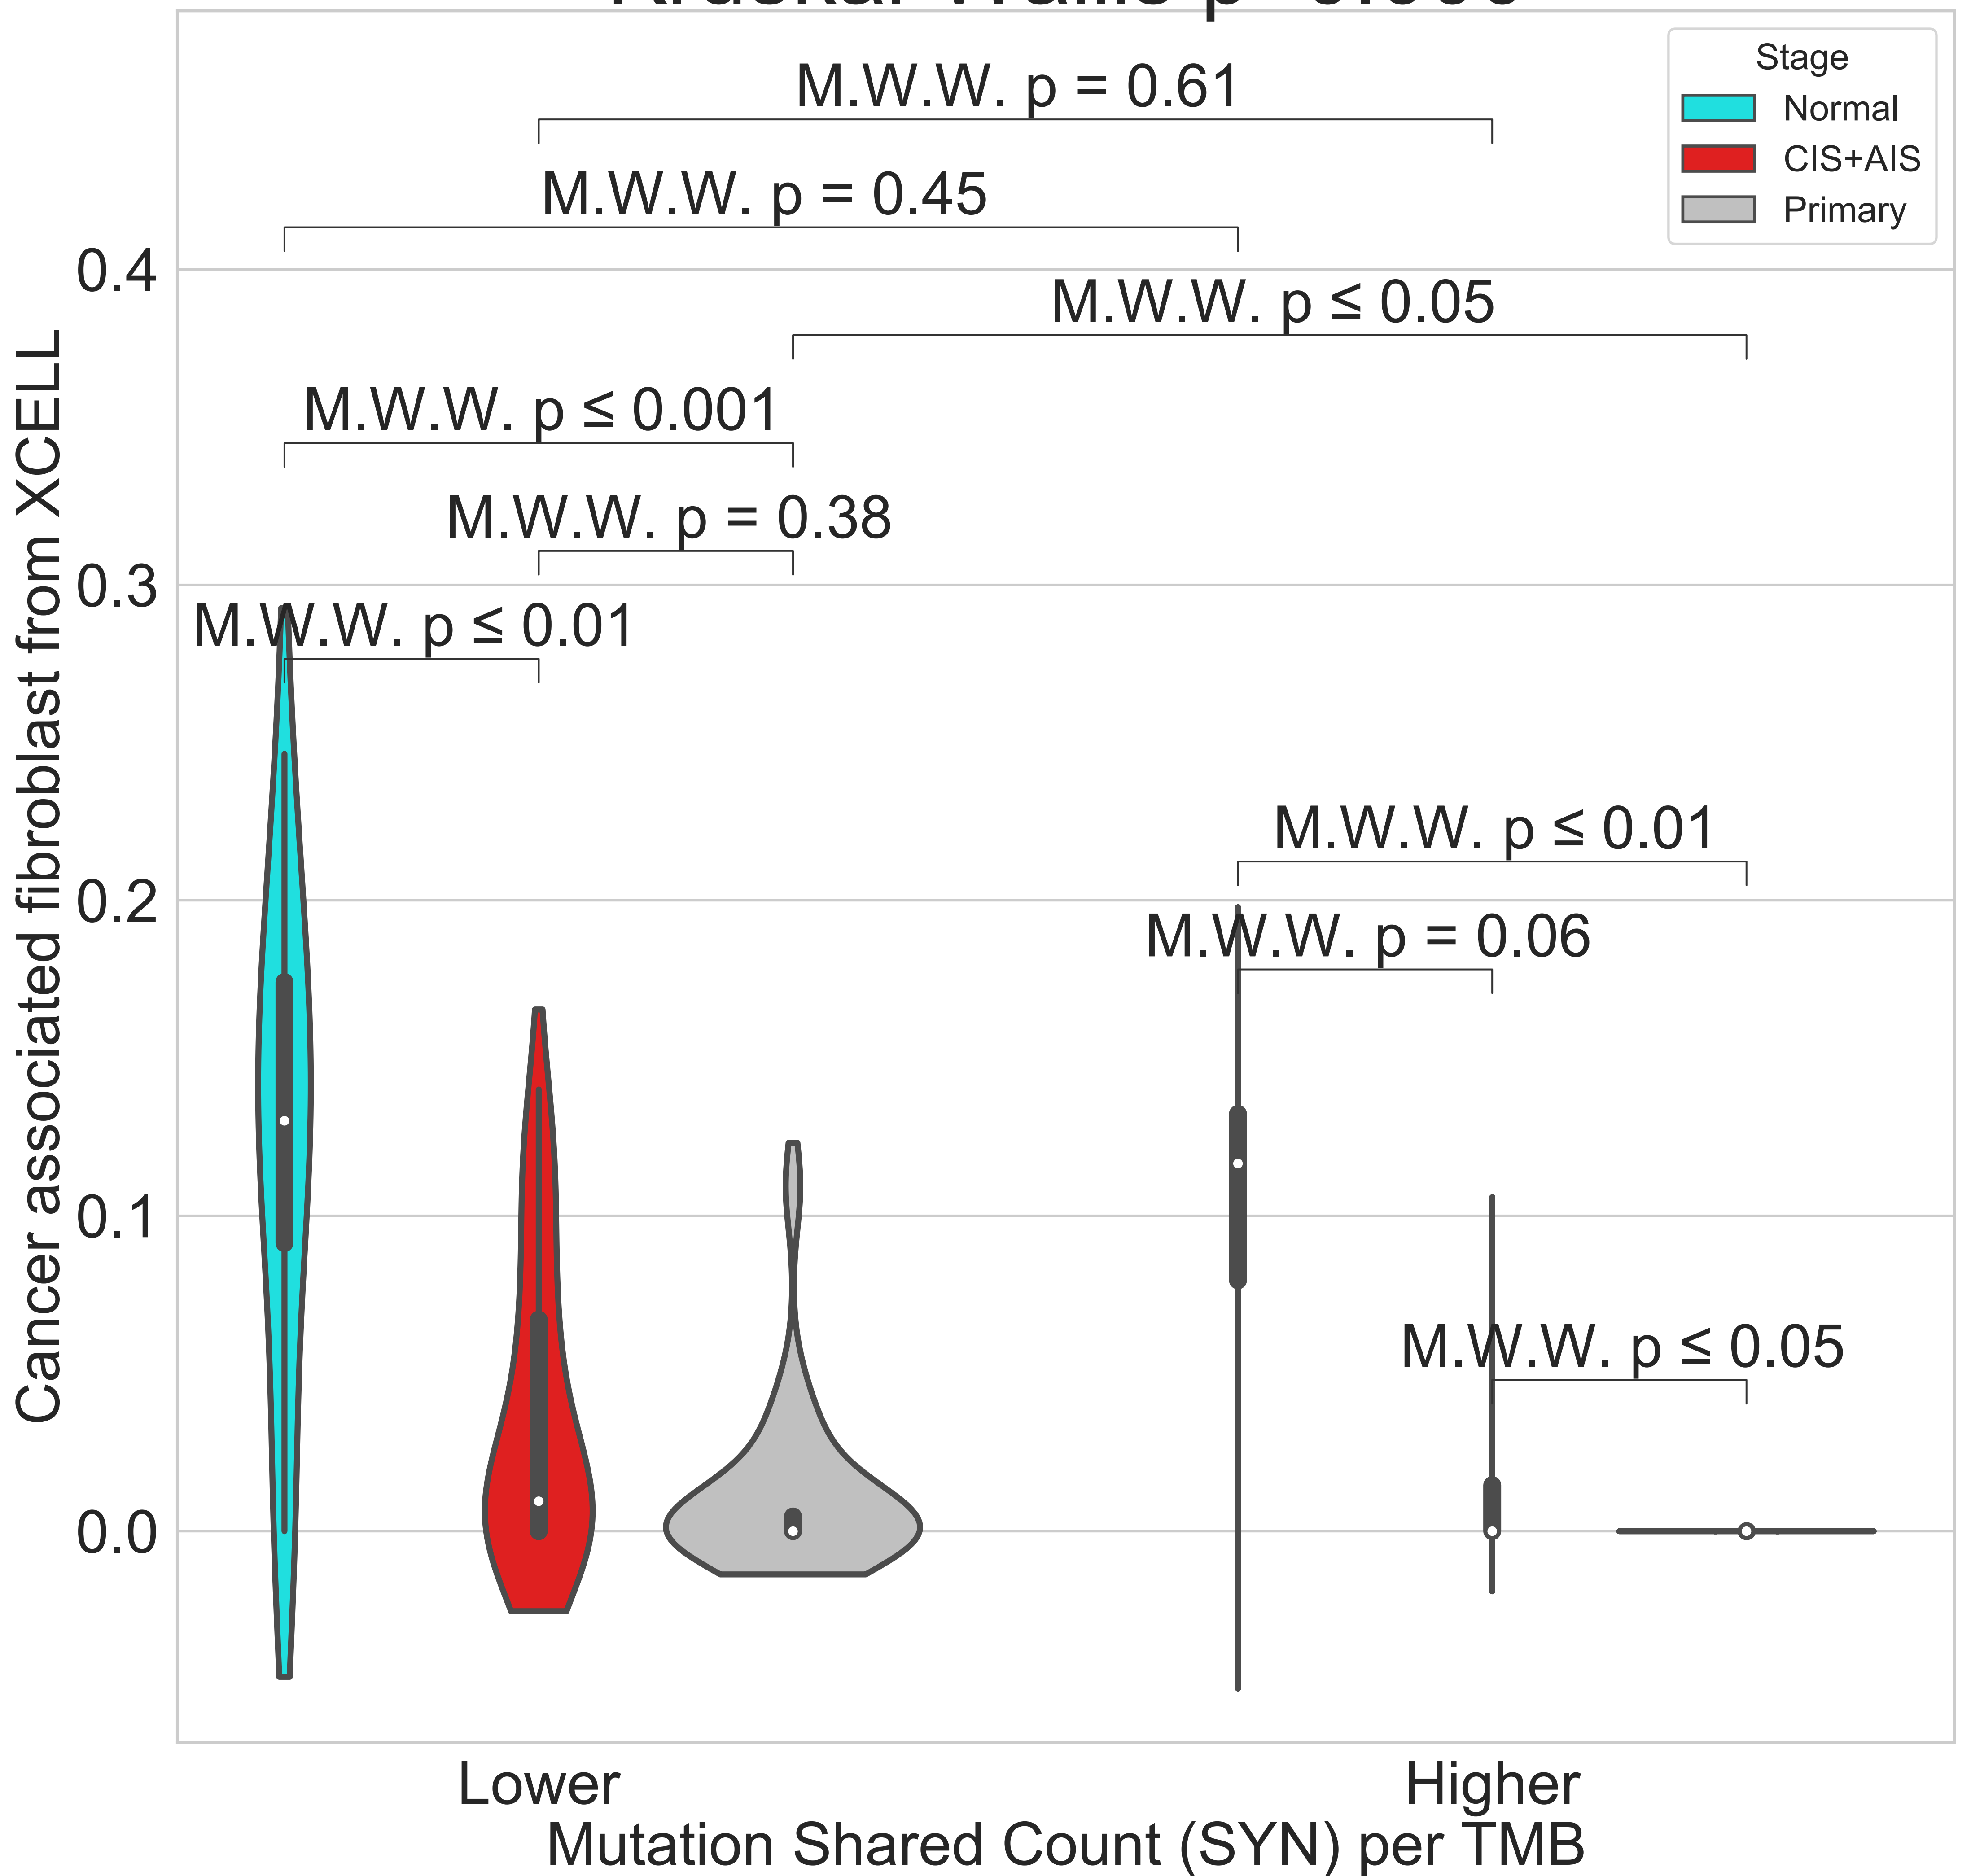 M.W.W. p = 0.61
M.W.W. p = 0.45
M.W.W. p ≤ 0.05
M.W.W. p ≤ 0.001
M.W.W. p = 0.38
M.W.W. p ≤ 0.01
M.W.W. p ≤ 0.01
M.W.W. p = 0.06
M.W.W. p ≤ 0.05
Stage
Normal
CIS+AIS
Primary
Cancer associated fibroblast from XCELL
0.4
0.3
0.2
0.1
0.0
Lower
Higher
Mutation Shared Count (SYN) per TMB